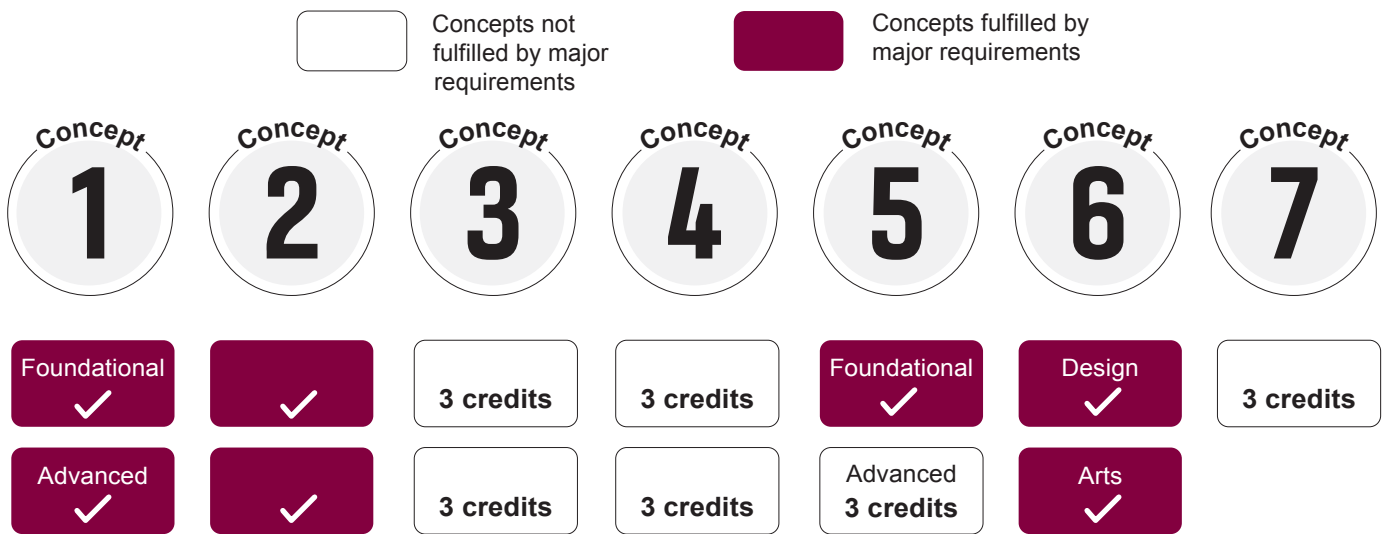 Concepts not
fulfilled by major
requirements
Concepts fulfilled by
major requirements
Concept
1
Concept
2
Concept
3
Concept
4
Concept
5
Concept
6
Concept
7
Foundational
Foundational
Design
3 credits
3 credits
3 credits
Advanced
Advanced
Arts
3 credits
3 credits
3 credits